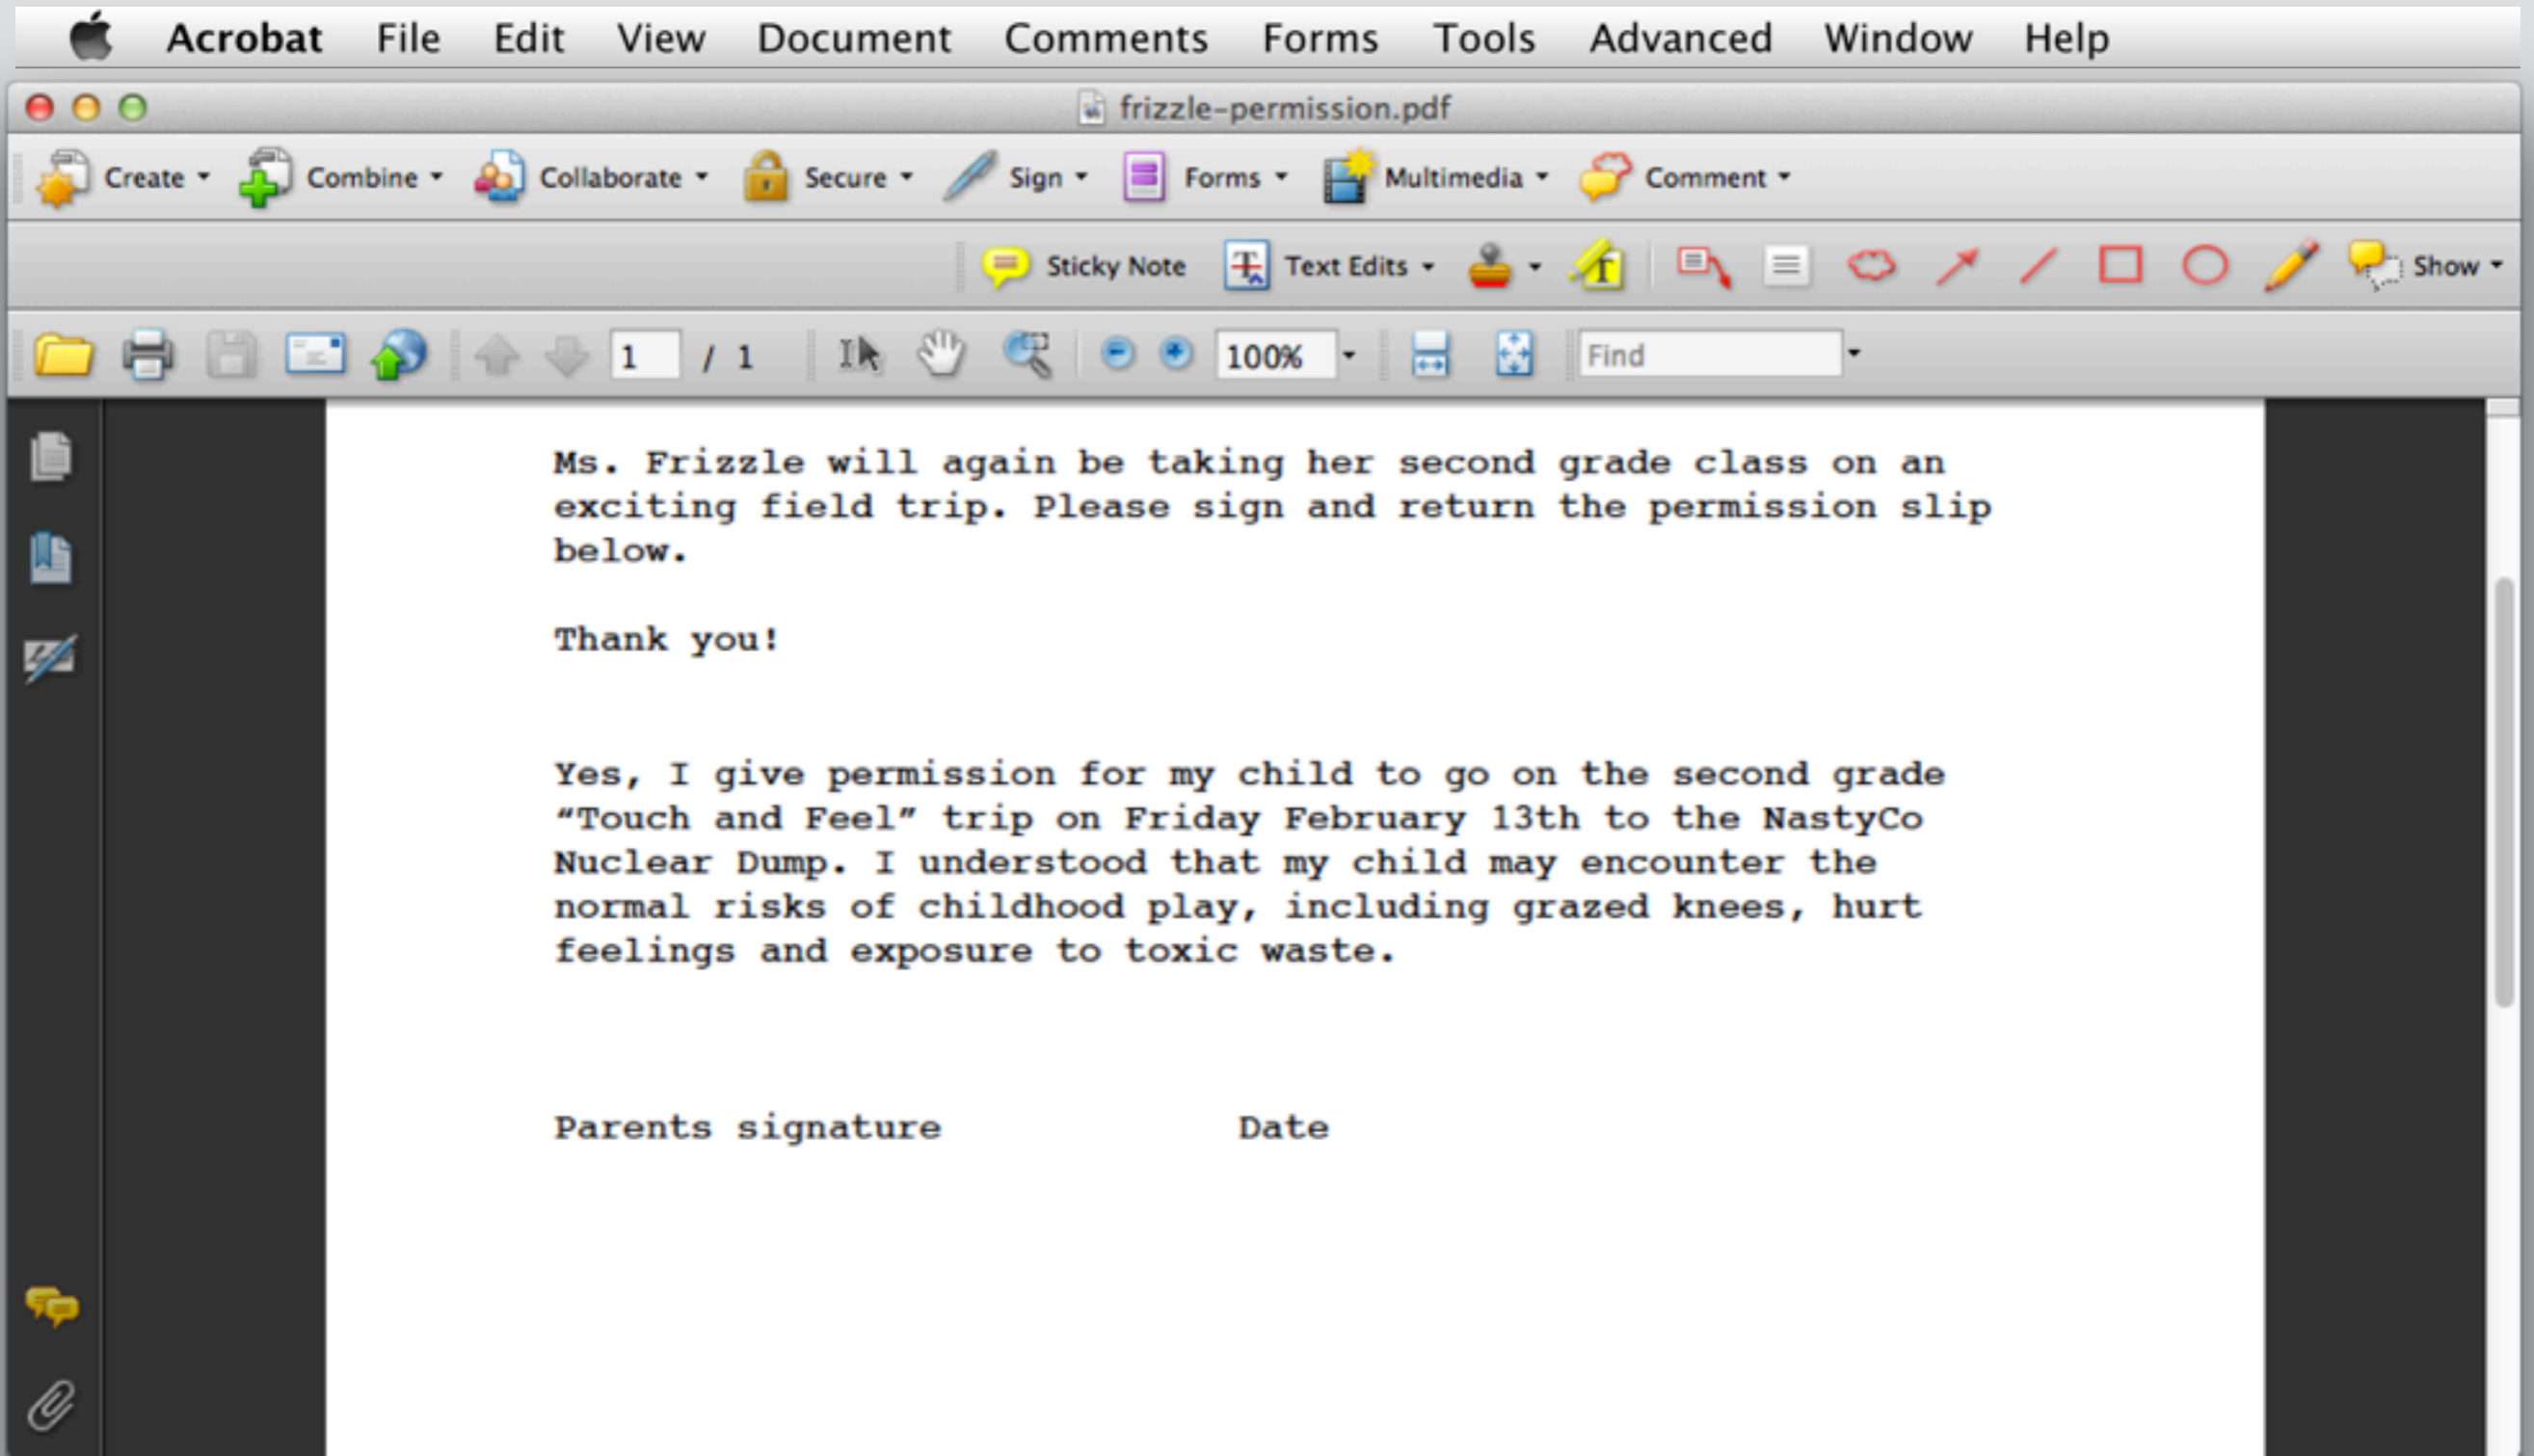 Acrobat File Edit View Document Comments Forms Tools Advanced Window Help
frizzle-permission.pdf
Create Combine Collaborate Secure Sign Forms Multimedia Comment
Sticky Note Text Edits Show
1 / 1 100% Find
Ms. Frizzle will again be taking her second grade class on an
exciting field trip. Please sign and return the permission slip
below.
Thank you!
Yes, I give permission for my child to go on the second grade
“Touch and Feel” trip on Friday February 13th to the NastyCo
Nuclear Dump. I understood that my child may encounter the
normal risks of childhood play, including grazed knees, hurt
feelings and exposure to toxic waste.
Parents signature Date